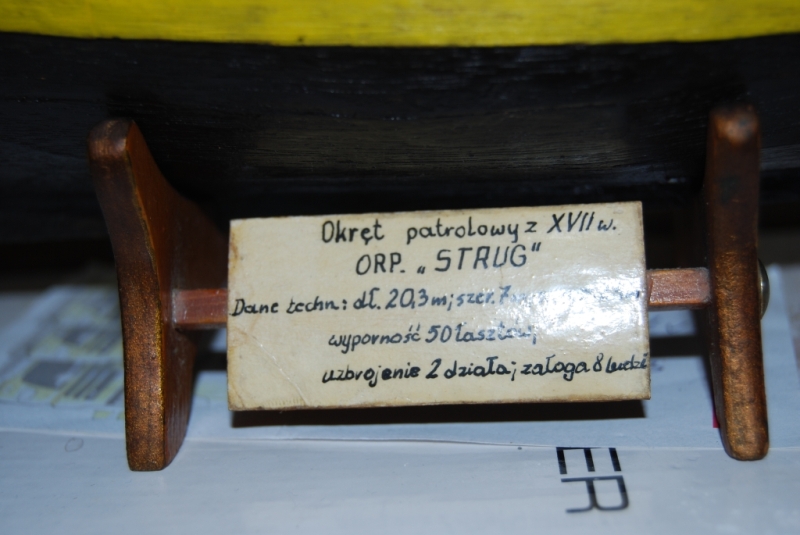 Okręt patrolowy z XVII w.
ORP. „STRUG"
Dane techn.: dł. 20,3 m; szer. 7
wyporność 50 łasztów;
uzbrojenie 2 działa; załoga 8 ludzi
ER